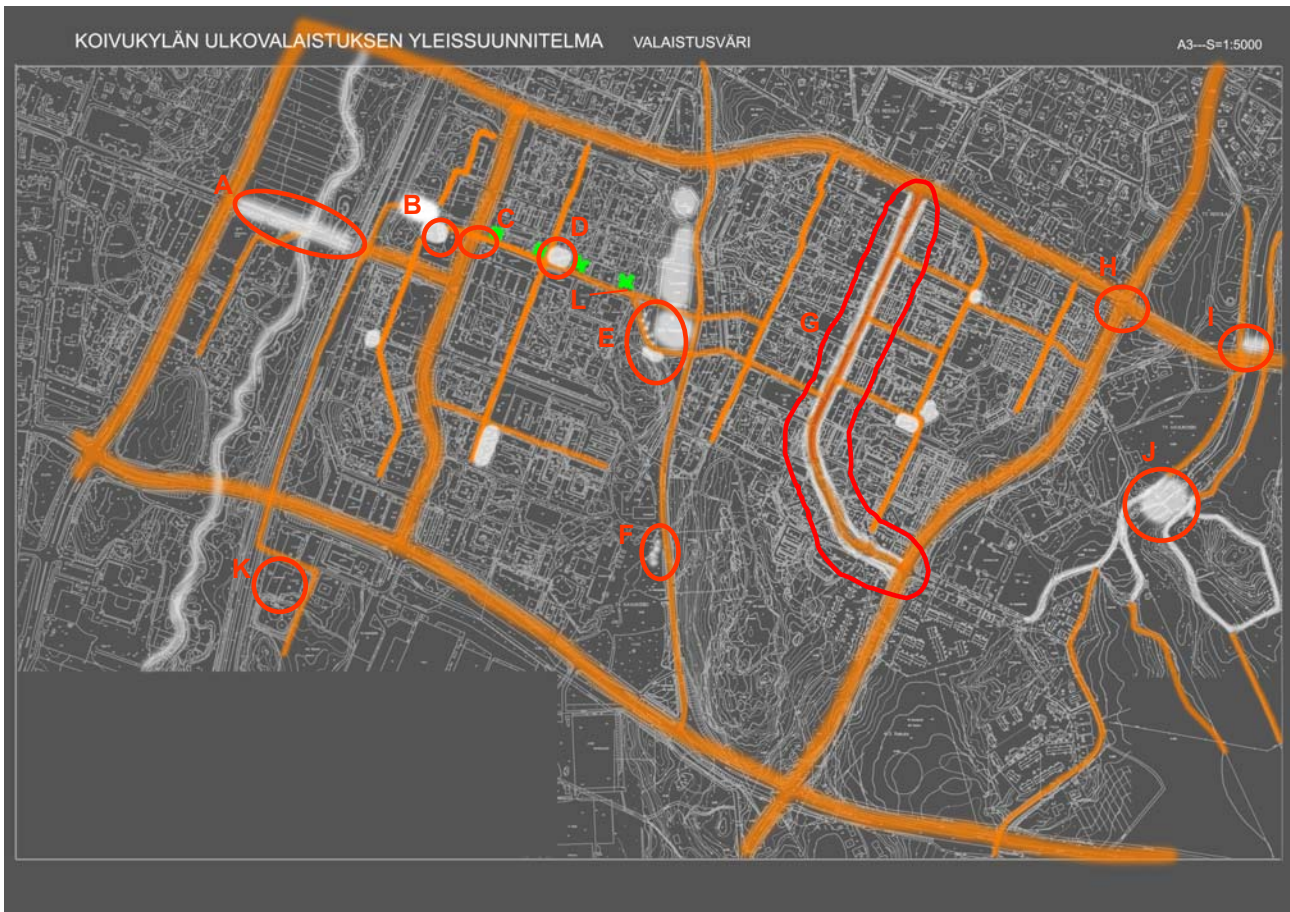 KOIVUKYLÄN ULKOVALAISTUKSEN YLEISSUUNNITELMA VALAISTUSVÄRI
A3---S=1:5000
A
B
C
D
L
E
G
H
I
F
J
K